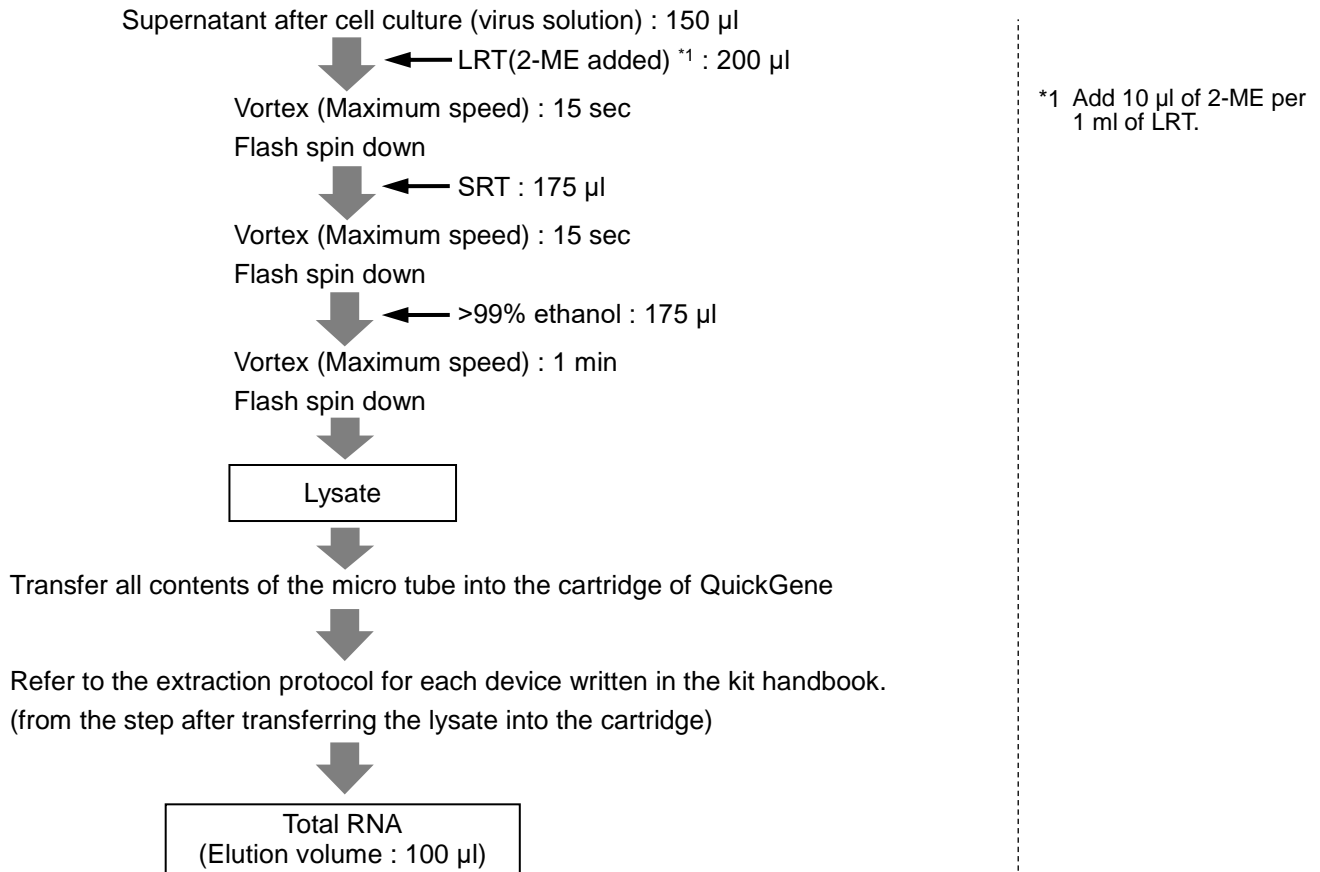 Supernatant after cell culture (virus solution) : 150 µl
LRT(2-ME added) *1 : 200 µl
Vortex (Maximum speed) : 15 sec
Flash spin down
SRT : 175 µl
Vortex (Maximum speed) : 15 sec
Flash spin down
>99% ethanol : 175 µl
Vortex (Maximum speed) : 1 min
Flash spin down
Lysate
Transfer all contents of the micro tube into the cartridge of QuickGene
Refer to the extraction protocol for each device written in the kit handbook.
(from the step after transferring the lysate into the cartridge)
Total RNA
(Elution volume : 100 µl)
*1 Add 10 µl of 2-ME per
1 ml of LRT.